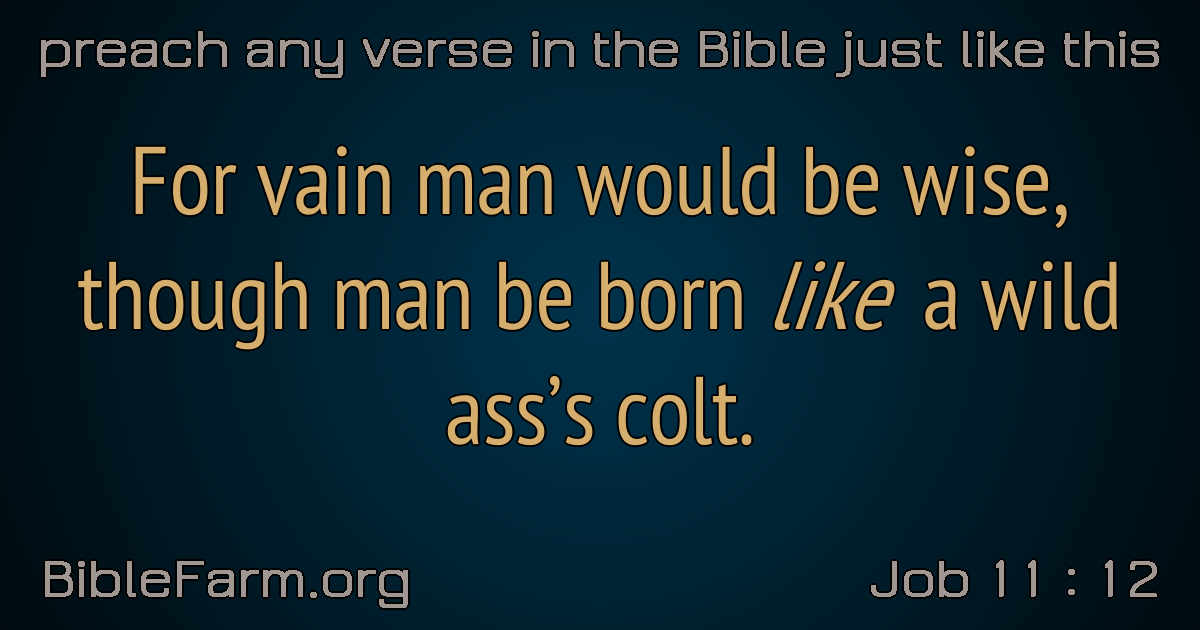 preach any verse in the Bible just like this
For vain man would be wise,
though man be born like a wild
ass’s colt.
BibleFarm.org
Job 11 : 12